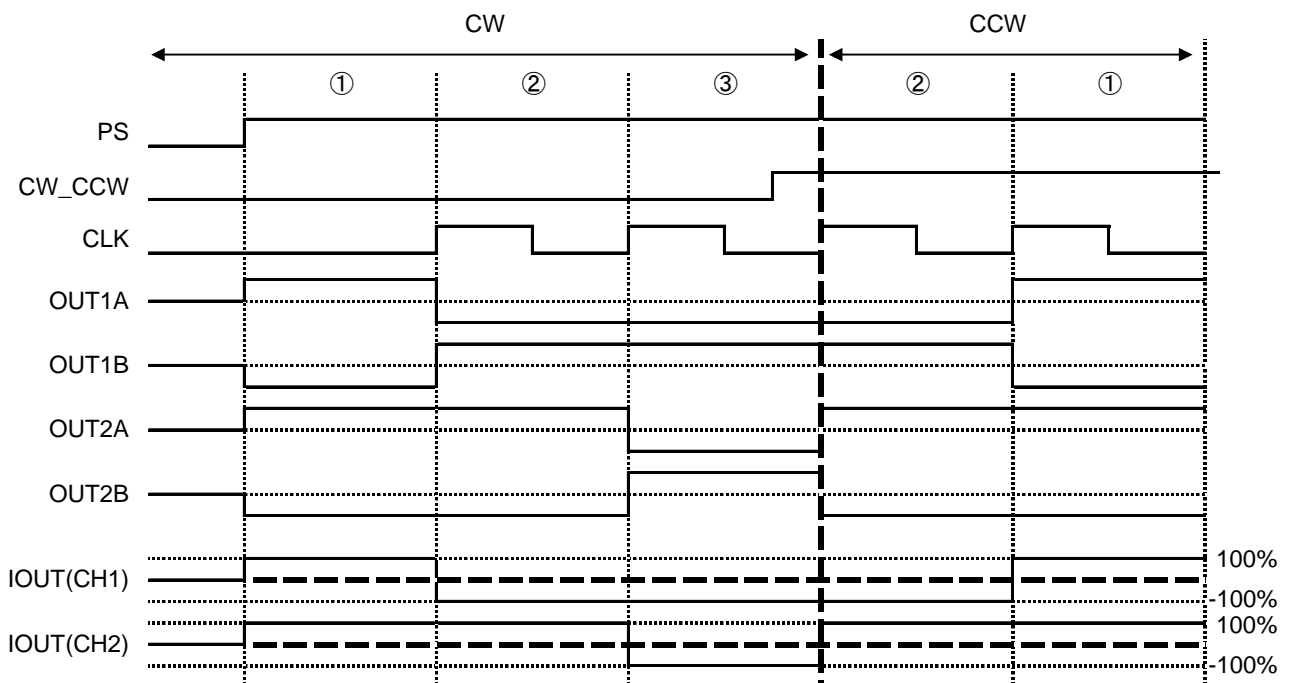 CW CCW
① ② ③ ② ①
PS
CW_CCW
CLK
OUT1A
OUT1B
OUT2A
OUT2B
IOUT(CH1)
100%
-100%
IOUT(CH2)
100%
-100%